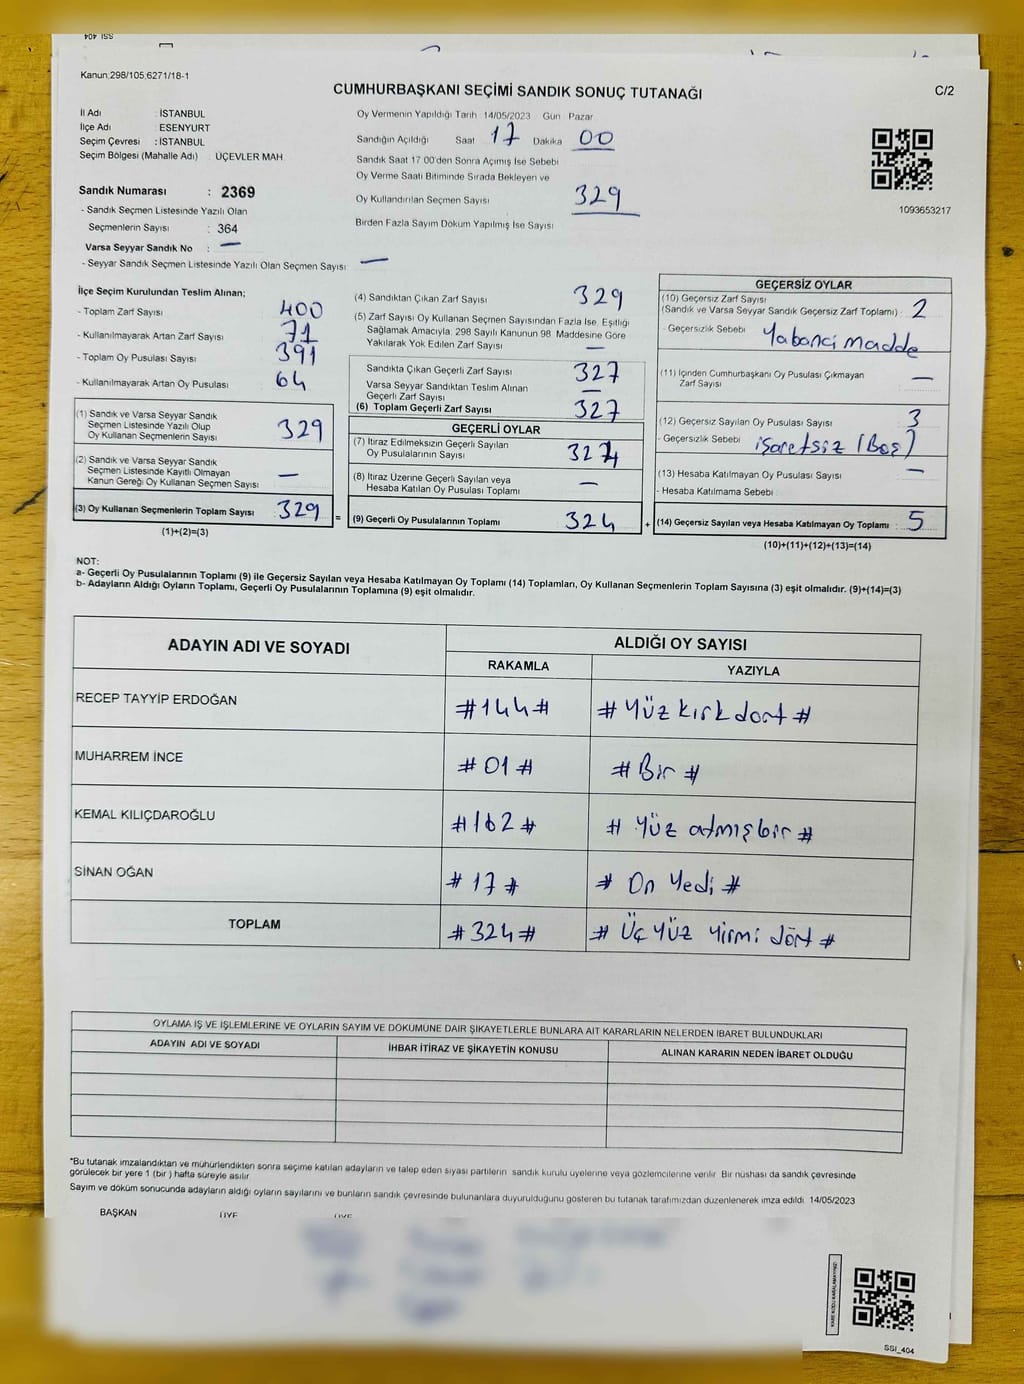 Kanun;298/105;6271/18-1
CUMHURBAŞKANI SEÇİMİ SANDIK SONUÇ TUTANAĞI
C/2
İl Adı : İSTANBUL
İlçe Adı : ESENYURT
Seçim Çevresi : İSTANBUL
Seçim Bölgesi (Mahalle Adı) : ÜÇEVLER MAH
Sandık Numarası : 2369
- Sandık Seçmen Listesinde Yazılı Olan
Seçmenlerin Sayısı : 364
Varsa Seyyar Sandık No : —
- Seyyar Sandık Seçmen Listesinde Yazılı Olan Seçmen Sayısı —
Oy Vermenin Yapıldığı Tarih 14/05/2023 Gün Pazar
Sandığın Açıldığı Saat 17 Dakika 00
Sandık Saat 17 00'den Sonra Açımış İse Sebebi
Oy Verme Saati Bitiminde Sırada Bekleyen ve
Oy Kullandırılan Seçmen Sayısı 329
Birden Fazla Sayım Döküm Yapılmış İse Sayısı
1093653217
İlçe Seçim Kurulundan Teslim Alınan;
- Toplam Zarf Sayısı 400
- Kullanılmayarak Artan Zarf Sayısı 71
- Toplam Oy Pusulası Sayısı 391
- Kullanılmayarak Artan Oy Pusulası 64
(1) Sandık ve Varsa Seyyar Sandık
Seçmen Listesinde Yazılı Olup
Oy Kullanan Seçmenlerin Sayısı 329
(2) Sandık ve Varsa Seyyar Sandık
Seçmen Listesinde Kayıtlı Olmayan
Kanun Gereği Oy Kullanan Seçmen Sayısı —
(3) Oy Kullanan Seçmenlerin Toplam Sayısı 329
(1)+(2)=(3)
=
(4) Sandıktan Çıkan Zarf Sayısı 329
(5) Zarf Sayısı Oy Kullanan Seçmen Sayısından Fazla İse, Eşitliği
Sağlamak Amacıyla, 298 Sayılı Kanunun 98. Maddesine Göre
Yakılarak Yok Edilen Zarf Sayısı —
Sandıkta Çıkan Geçerli Zarf Sayısı 327
Varsa Seyyar Sandıktan Teslim Alınan
Geçerli Zarf Sayısı —
(6) Toplam Geçerli Zarf Sayısı 327
GEÇERLİ OYLAR
(7) İtiraz Edilmeksizin Geçerli Sayılan
Oy Pusulalarının Sayısı 324
(8) İtiraz Üzerine Geçerli Sayılan veya
Hesaba Katılan Oy Pusulası Toplamı —
(9) Geçerli Oy Pusulalarının Toplamı 324
+
GEÇERSİZ OYLAR
(10) Geçersiz Zarf Sayısı
(Sandık ve Varsa Seyyar Sandık Geçersiz Zarf Toplamı) : 2
- Geçersizlik Sebebi Yabancı madde
(11) İçinden Cumhurbaşkanı Oy Pusulası Çıkmayan
Zarf Sayısı —
(12) Geçersiz Sayılan Oy Pusulası Sayısı 3
- Geçersizlik Sebebi işaretsiz (Boş)
(13) Hesaba Katılmayan Oy Pusulası Sayısı —
- Hesaba Katılmama Sebebi
(14) Geçersiz Sayılan veya Hesaba Katılmayan Oy Toplamı : 5
(10)+(11)+(12)+(13)=(14)
NOT:
a- Geçerli Oy Pusulalarının Toplamı (9) ile Geçersiz Sayılan veya Hesaba Katılmayan Oy Toplamı (14) Toplamları, Oy Kullanan Seçmenlerin Toplam Sayısına (3) eşit olmalıdır. (9)+(14)=(3)
b- Adayların Aldığı Oyların Toplamı, Geçerli Oy Pusulalarının Toplamına (9) eşit olmalıdır.
ADAYIN ADI VE SOYADI
ALDIĞI OY SAYISI
RAKAMLA YAZIYLA
RECEP TAYYİP ERDOĞAN #144# #Yüz kırk dört#
MUHARREM İNCE #01# #Bir#
KEMAL KILIÇDAROĞLU #162# #Yüz atmış bir#
SİNAN OĞAN #17# #On Yedi#
TOPLAM #324# #Üç Yüz Yirmi dört#
OYLAMA İŞ VE İŞLEMLERİNE VE OYLARIN SAYIM VE DÖKÜMÜNE DAİR ŞİKAYETLERLE BUNLARA AİT KARARLARIN NELERDEN İBARET BULUNDUKLARI
ADAYIN ADI VE SOYADI İHBAR İTİRAZ VE ŞİKAYETİN KONUSU ALINAN KARARIN NEDEN İBARET OLDUĞU
*Bu tutanak imzalandıktan ve mühürlendikten sonra seçime katılan adayların ve talep eden siyasi partilerin sandık kurulu üyelerine veya gözlemcilerine verilir Bir nüshası da sandık çevresinde
görülecek bir yere 1 (bir) hafta süreyle asılır
Sayım ve döküm sonucunda adayların aldığı oyların sayılarını ve bunların sandık çevresinde bulunanlara duyurulduğunu gösteren bu tutanak tarafımızdan düzenlenerek imza edildi 14/05/2023
BAŞKAN ÜYE ÜYE
SSI_404